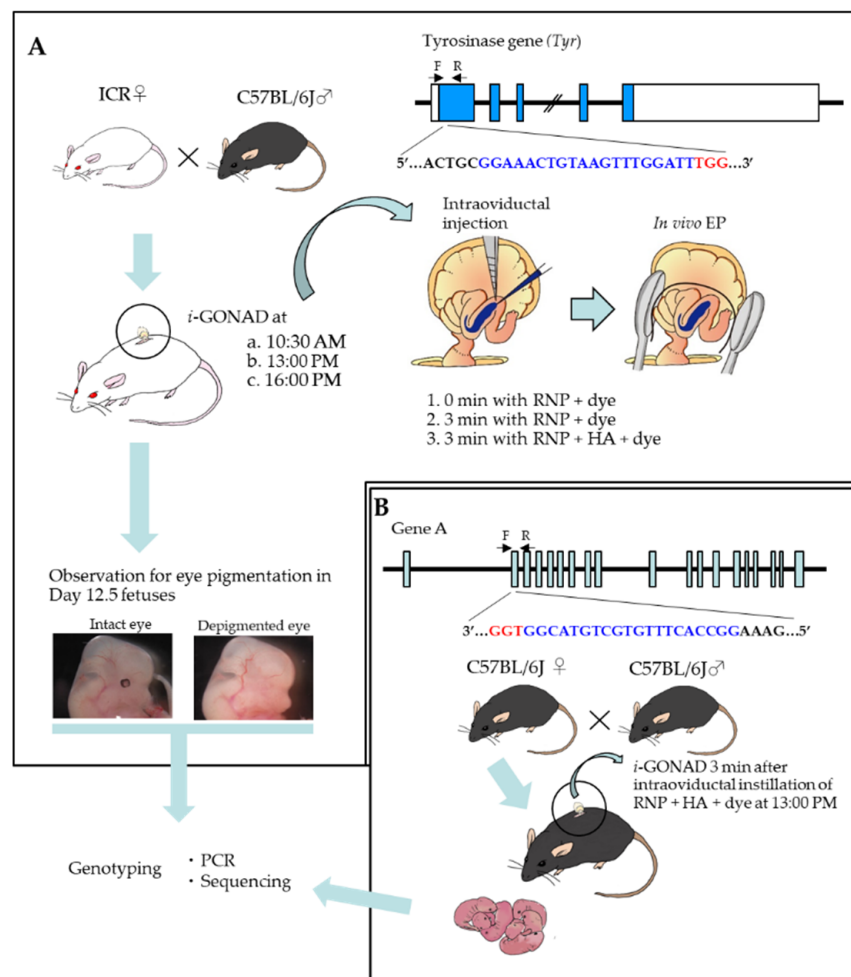 A
Tyrosinase gene (Tyr)
F R
ICR♀
C57BL/6J♂
×
5′…ACTGCGGAAACTGTAAGTTTGGATTTGG…3′
Intraoviductal
injection
In vivo EP
i-GONAD at
a. 10:30 AM
b. 13:00 PM
c. 16:00 PM
1. 0 min with RNP + dye
2. 3 min with RNP + dye
3. 3 min with RNP + HA + dye
Observation for eye pigmentation in
Day 12.5 fetuses
Intact eye
Depigmented eye
Genotyping
・ PCR
・ Sequencing
B
Gene A
F R
3′…GGTGGCATGTCGTGTTTCACCGGAAAG…5′
C57BL/6J ♀
C57BL/6J♂
×
i-GONAD 3 min after
intraoviductal instillation of
RNP + HA + dye at 13:00 PM